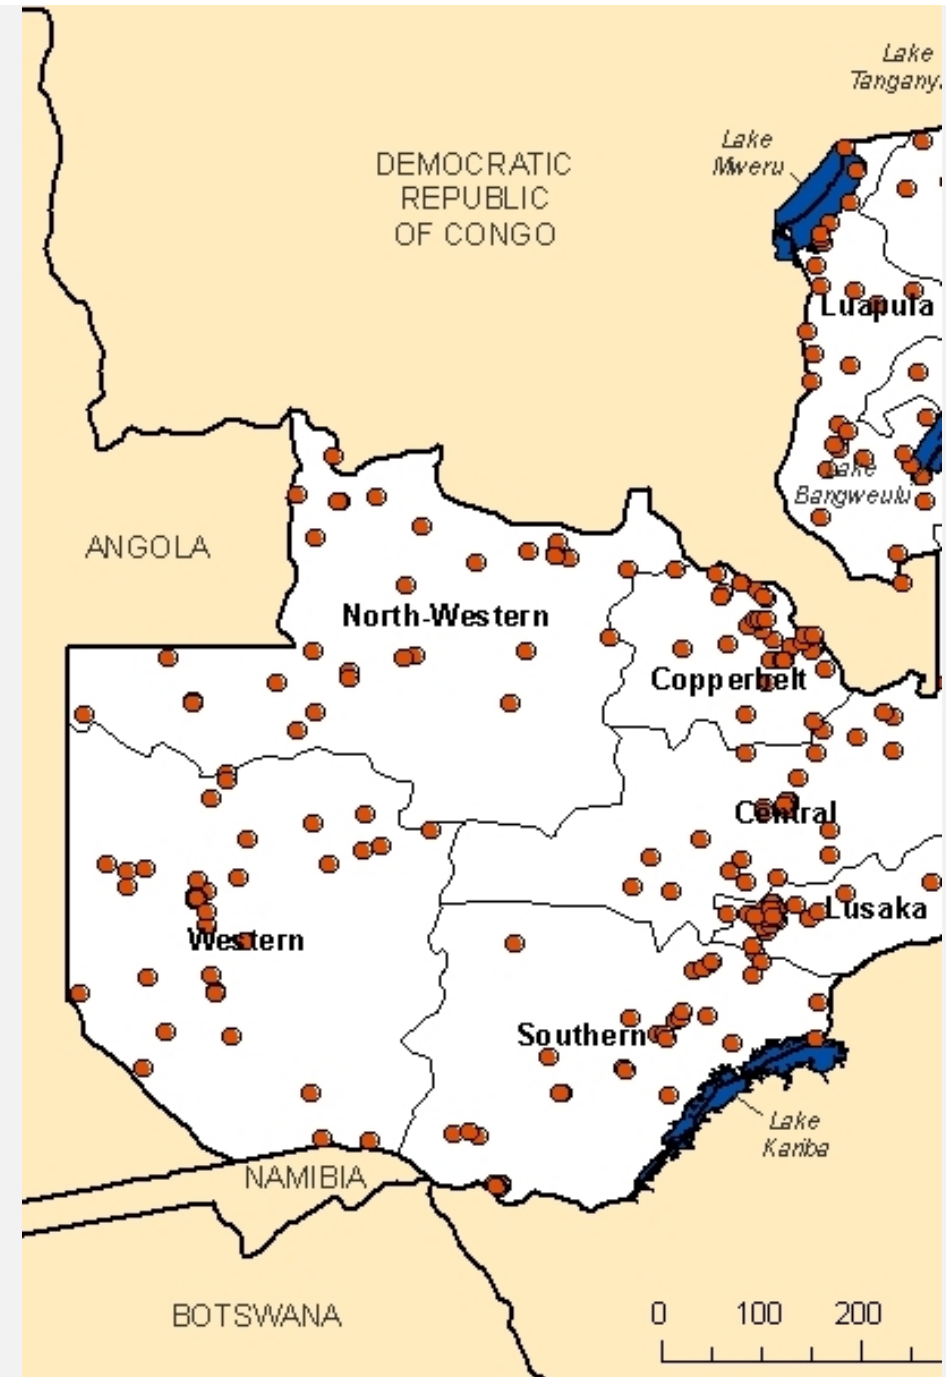 Lake
Tangany
Lake
Mweru
DEMOCRATIC
REPUBLIC
OF CONGO
Luapula
Lake
Bangweulu
ANGOLA
North-Western
Copperbelt
Central
Lusaka
Western
Southern
Lake
Kariba
NAMIBIA
BOTSWANA
0 100 200